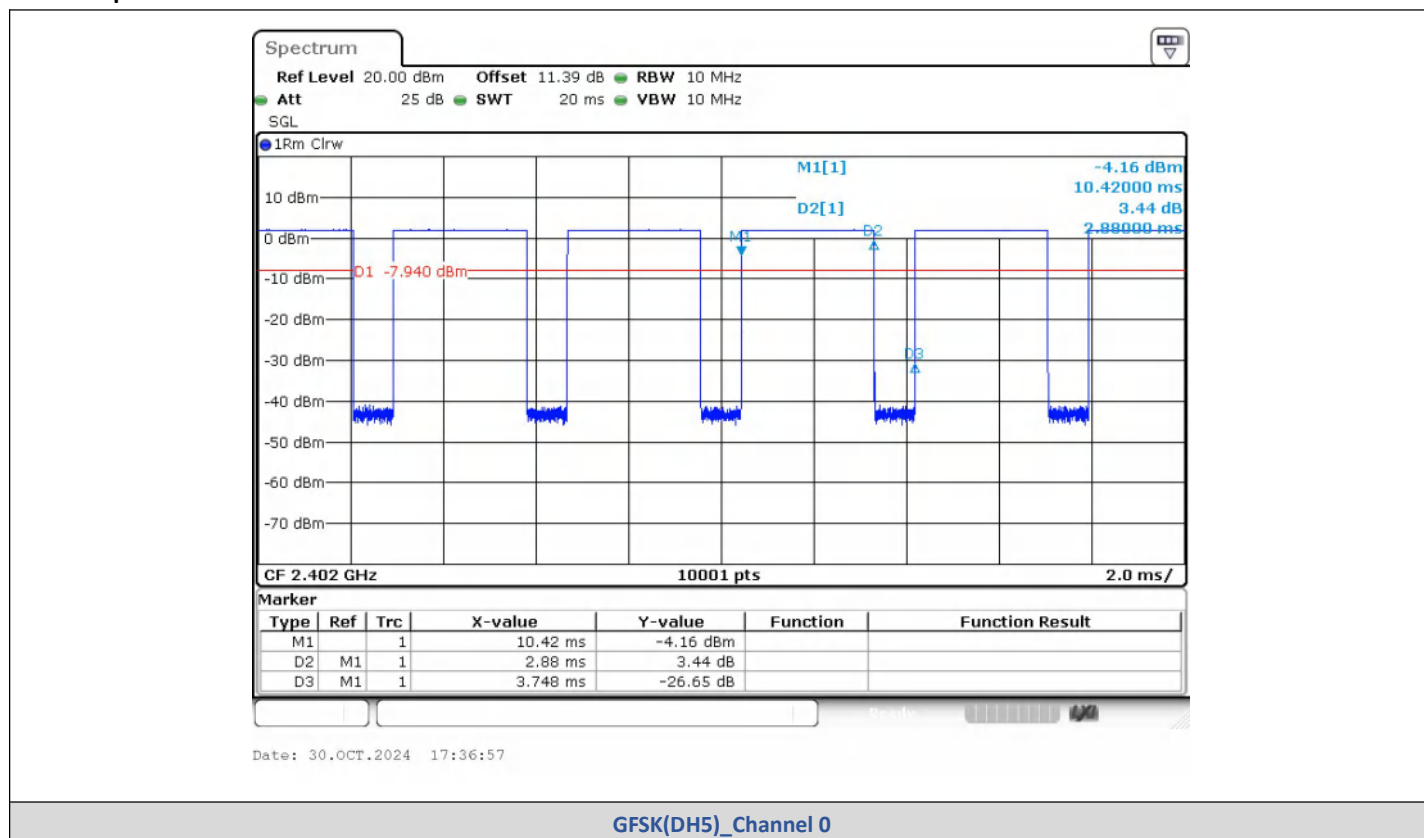 Spectrum
Ref Level 20.00 dBm Offset 11.39 dB RBW 10 MHz
Att 25 dB SWT 20 ms VBW 10 MHz
SGL
1Rm Clrw
M1[1] -4.16 dBm
10.42000 ms
10 dBm
D2[1] 3.44 dB
2.88000 ms
0 dBm
M1
D2
D1 -7.940 dBm
-10 dBm
-20 dBm
D3
-30 dBm
-40 dBm
-50 dBm
-60 dBm
-70 dBm
CF 2.402 GHz 10001 pts 2.0 ms/
Marker
Type Ref Trc X-value Y-value Function Function Result
M1 1 10.42 ms -4.16 dBm
D2 M1 1 2.88 ms 3.44 dB
D3 M1 1 3.748 ms -26.65 dB
Ready
Date: 30.OCT.2024 17:36:57
GFSK(DH5)_Channel 0